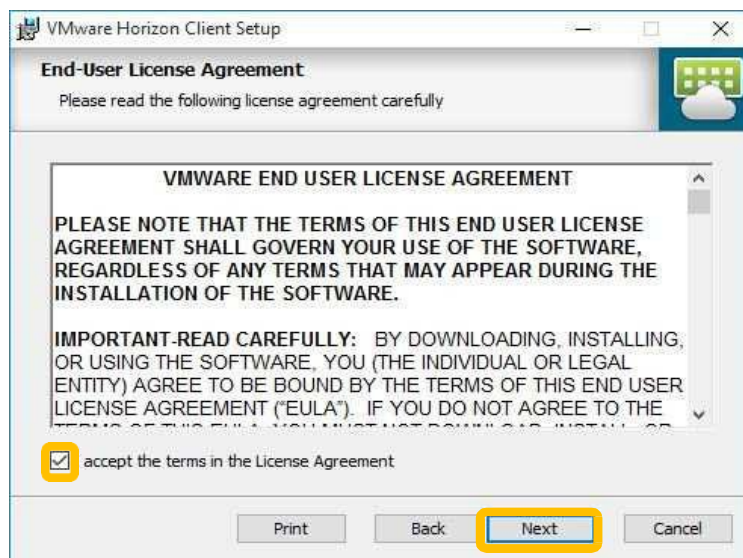 VMware Horizon Client Setup
End-User License Agreement
Please read the following license agreement carefully
VMWARE END USER LICENSE AGREEMENT
PLEASE NOTE THAT THE TERMS OF THIS END USER LICENSE
AGREEMENT SHALL GOVERN YOUR USE OF THE SOFTWARE,
REGARDLESS OF ANY TERMS THAT MAY APPEAR DURING THE
INSTALLATION OF THE SOFTWARE.
IMPORTANT-READ CAREFULLY: BY DOWNLOADING, INSTALLING,
OR USING THE SOFTWARE, YOU (THE INDIVIDUAL OR LEGAL
ENTITY) AGREE TO BE BOUND BY THE TERMS OF THIS END USER
LICENSE AGREEMENT (“EULA”). IF YOU DO NOT AGREE TO THE
accept the terms in the License Agreement
Print Back Next Cancel